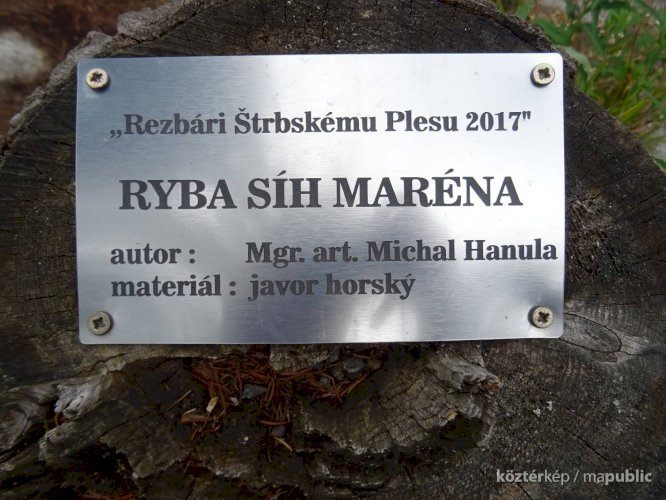 „Rezbári Štrbskému Plesu 2017"
RYBA SÍH MARÉNA
autor : Mgr. art. Michal Hanula
materiál : javor horský
köztérkép / mapublic